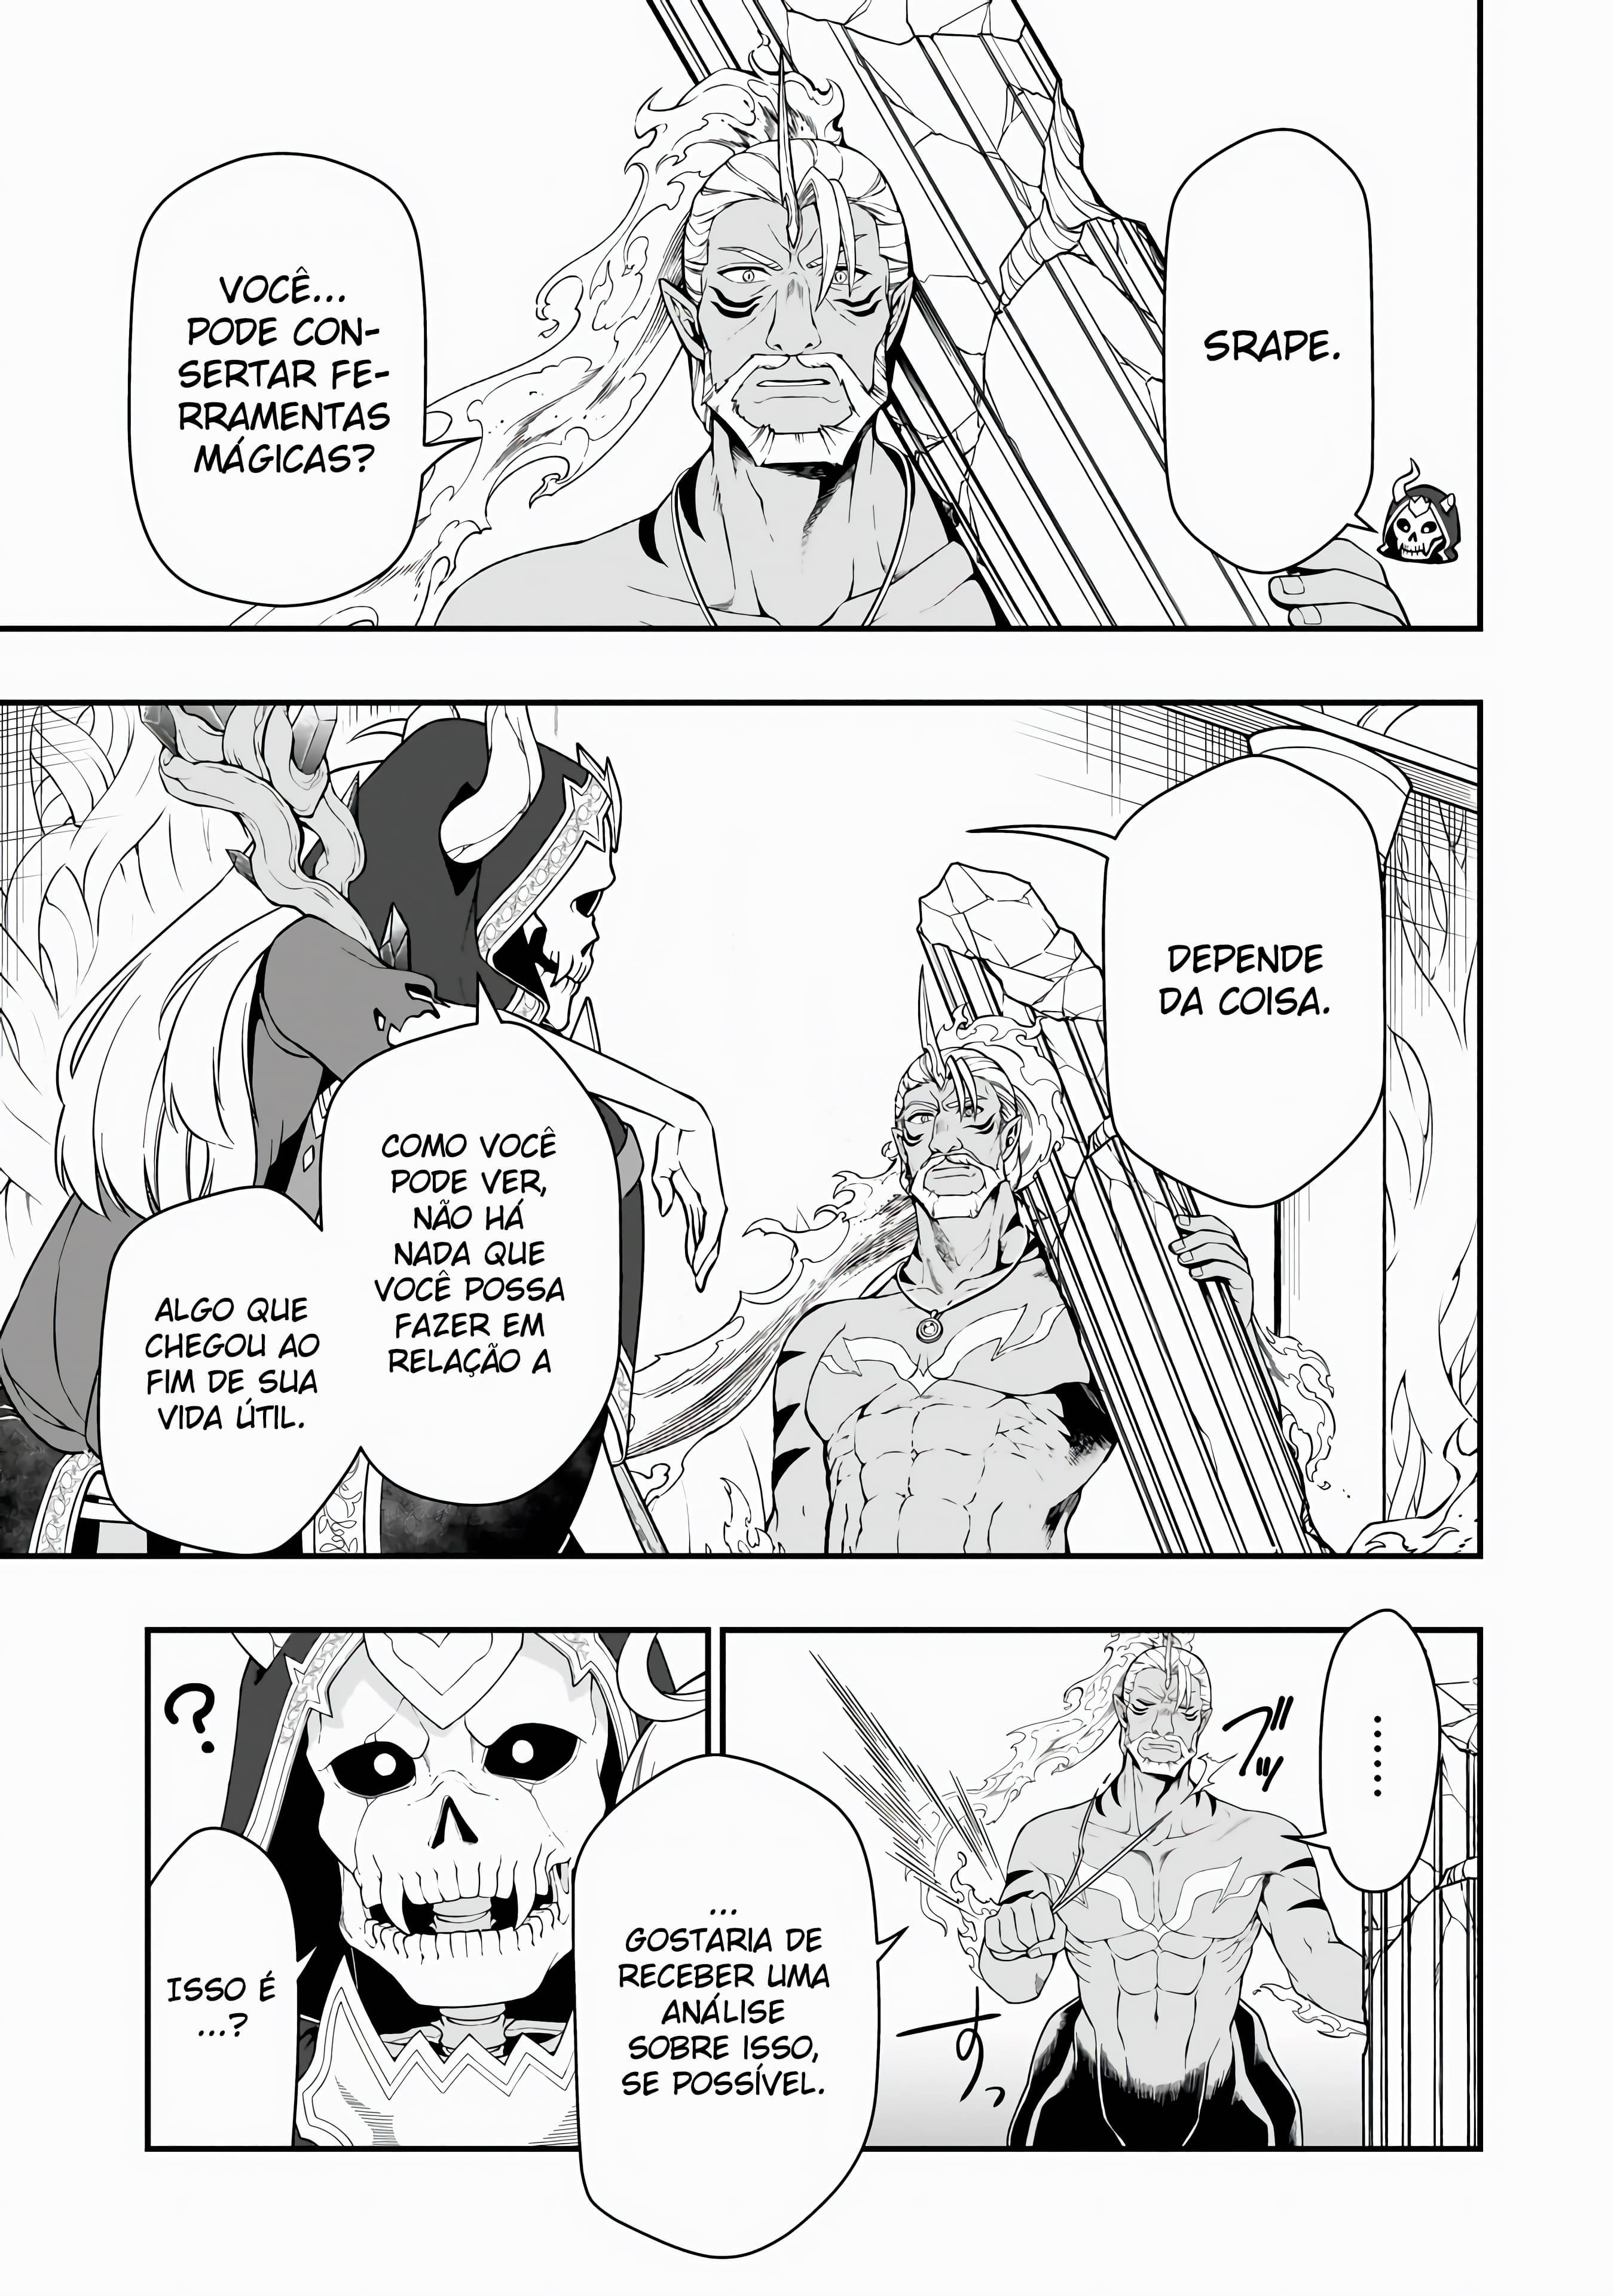 SRAPE.
VOCÊ...
PODE CON-
SERTAR FE-
RRAMENTAS
MÁGICAS?
DEPENDE
DA COISA.
COMO VOCÊ
PODE VER,
NÃO HÁ
NADA QUE
VOCÊ POSSA
FAZER EM
RELAÇÃO A
ALGO QUE
CHEGOU AO
FIM DE SUA
VIDA ÚTIL.
......
ブッ
すっ
...
GOSTARIA DE
RECEBER UMA
ANÁLISE
SOBRE ISSO,
SE POSSÍVEL.
?
ISSO É
...?